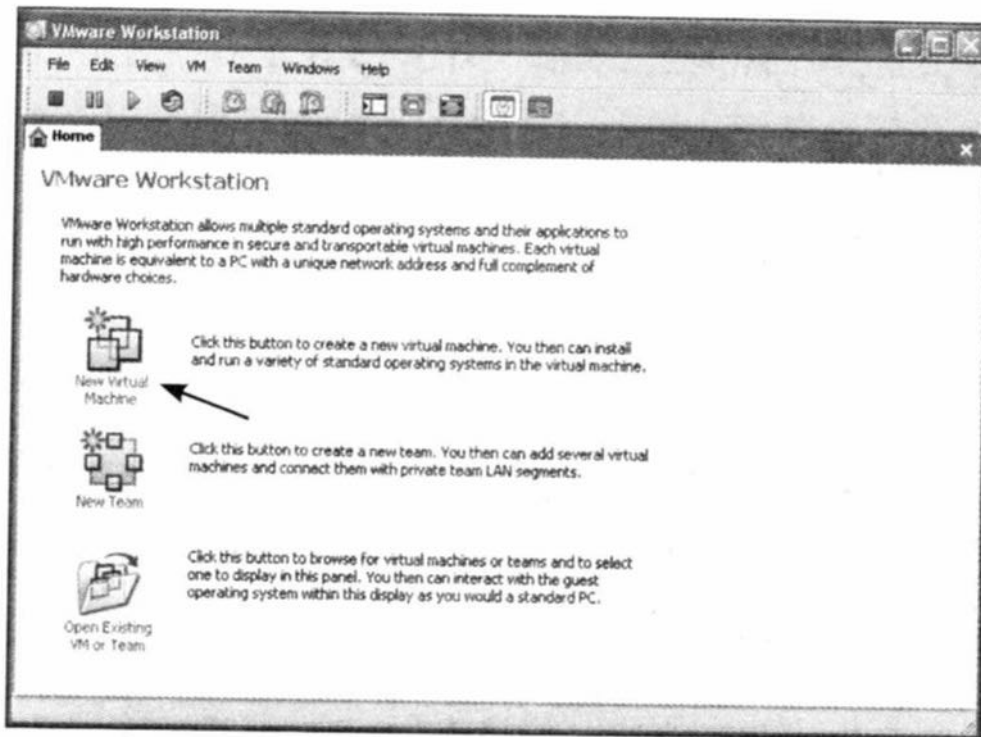 VMware Workstation
File Edit View VM Team Windows Help
Home
VMware Workstation
VMware Workstation allows multiple standard operating systems and their applications to
run with high performance in secure and transportable virtual machines. Each virtual
machine is equivalent to a PC with a unique network address and full complement of
hardware choices.
New Virtual
Machine
Click this button to create a new virtual machine. You then can install
and run a variety of standard operating systems in the virtual machine.
New Team
Click this button to create a new team. You then can add several virtual
machines and connect them with private team LAN segments.
Open Existing
VM or Team
Click this button to browse for virtual machines or teams and to select
one to display in this panel. You then can interact with the guest
operating system within this display as you would a standard PC.